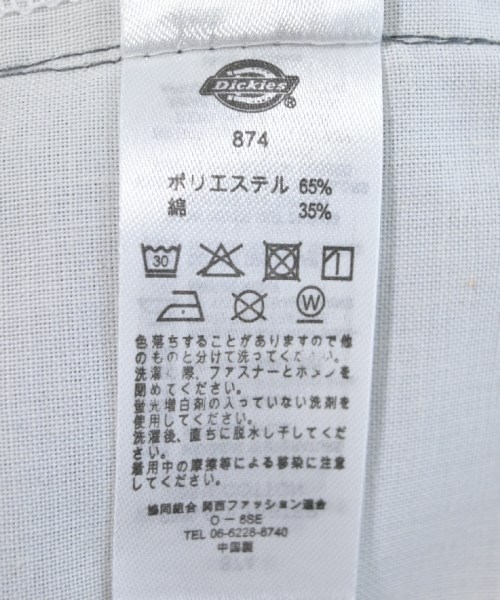 Dickies
®
874
ポリエステル 65%
綿 35%
30
W
色落ちすることがありますので他
のものと分けて洗ってください。
洗濯の際、ファスナーとボタンを
閉めてください。
蛍光増白剤の入っていない洗剤を
使用してください。
洗濯後、直ちに脱水し干してくだ
さい。
着用中の摩擦等による移染に注意
してください。
協同組合 関西ファッション連合
O－8SE
TEL 06-6228-6740
中国製